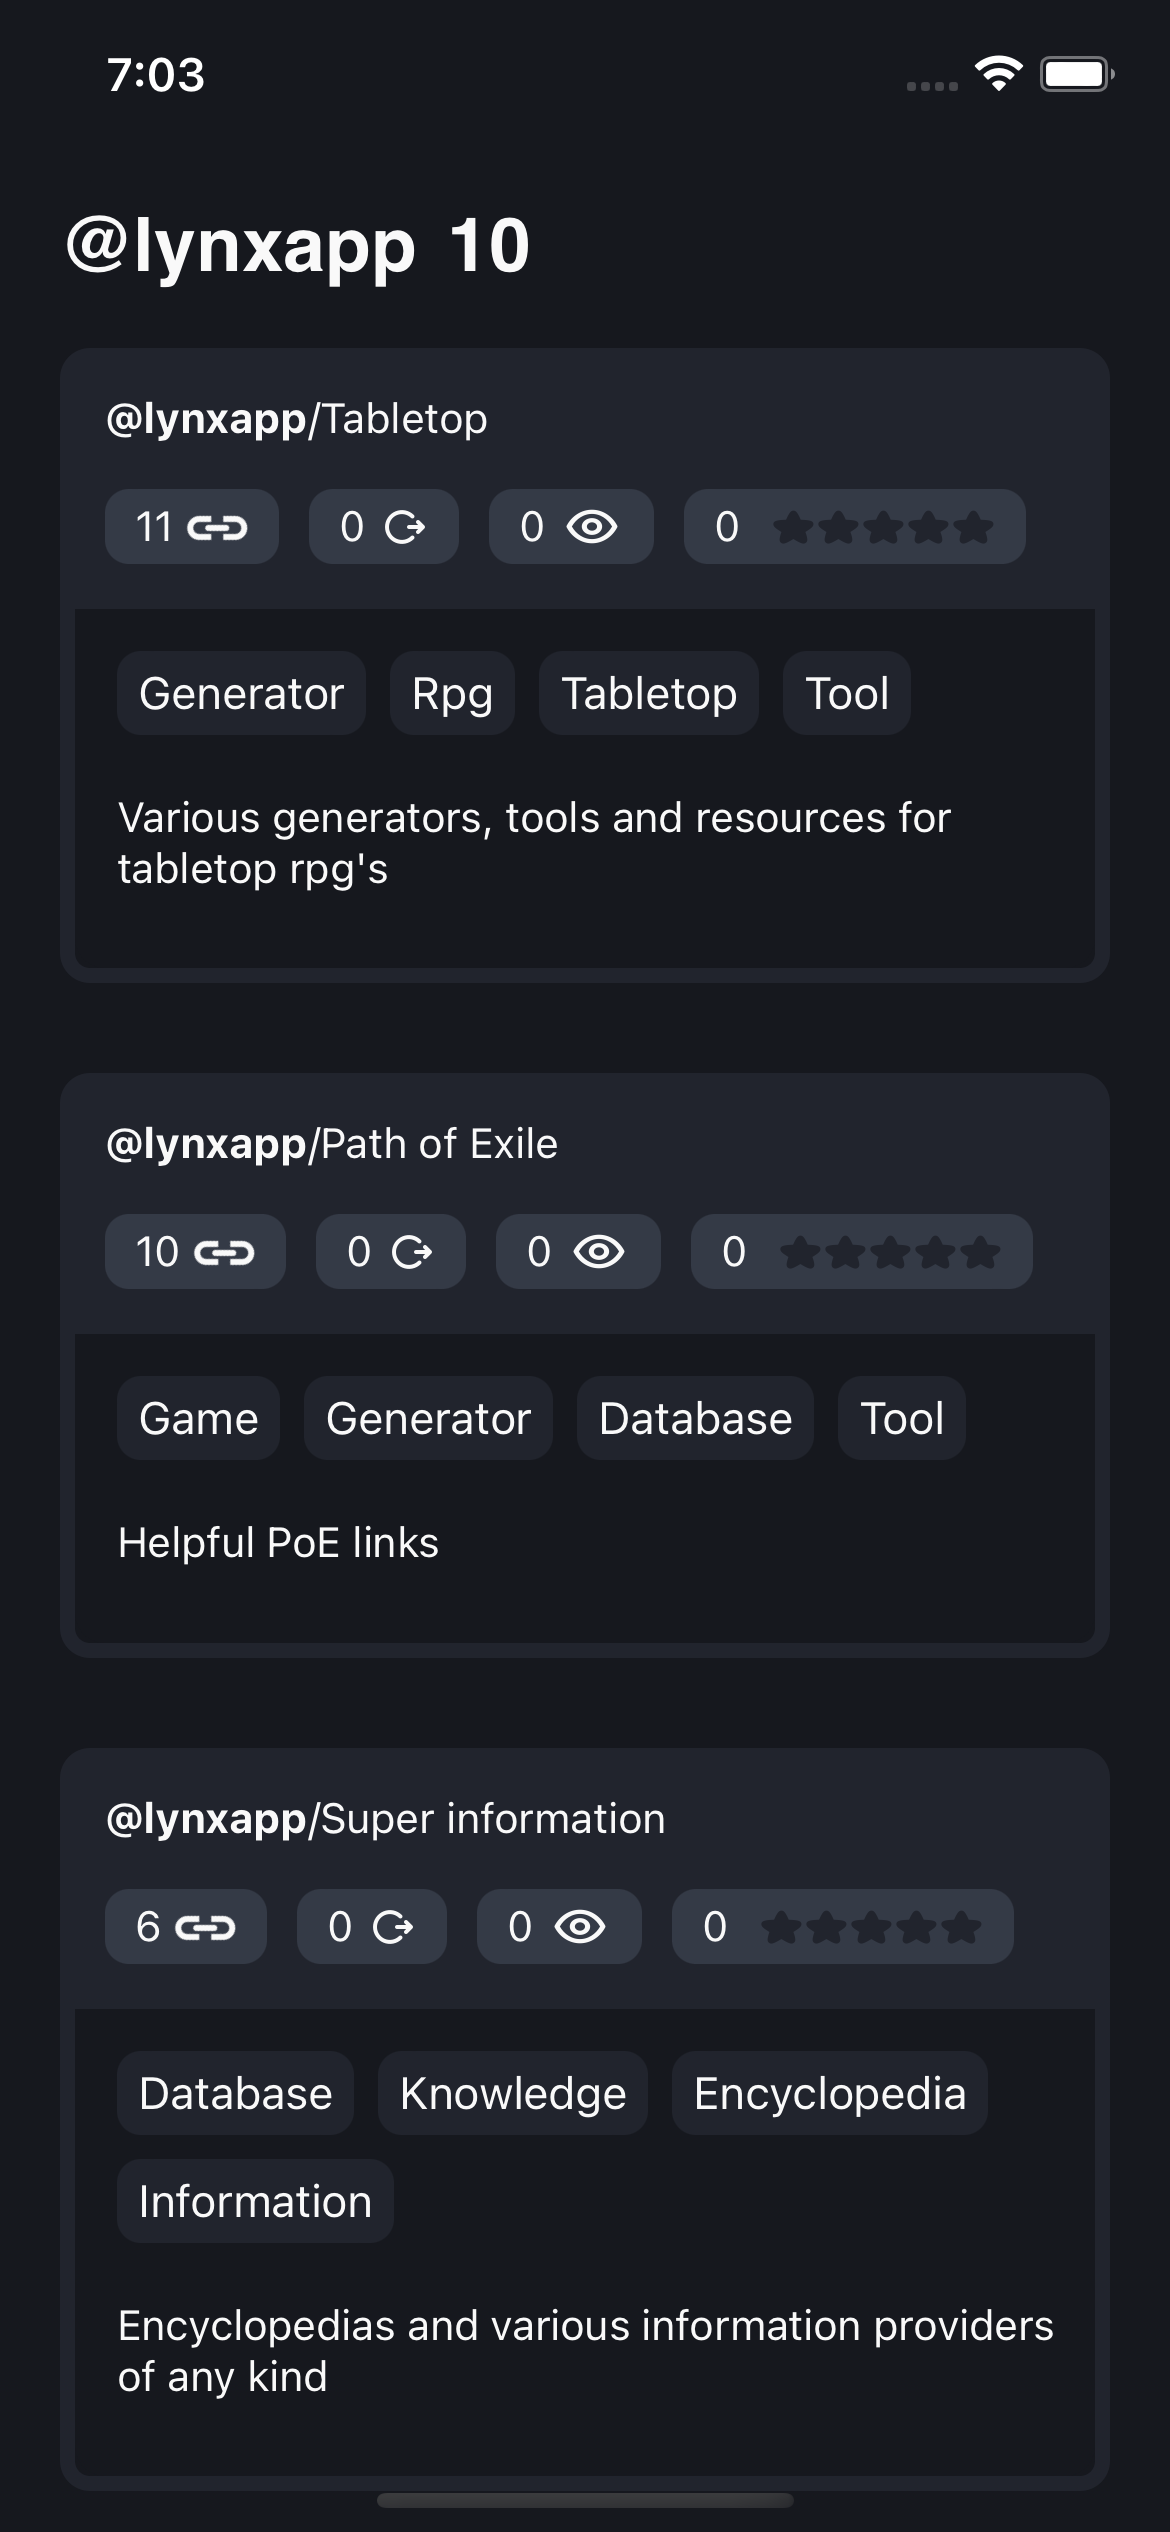 7:03
@lynxapp 10
@lynxapp/Tabletop
11 0 0 0
Generator Rpg Tabletop Tool
Various generators, tools and resources for
tabletop rpg's
@lynxapp/Path of Exile
10 0 0 0
Game Generator Database Tool
Helpful PoE links
@lynxapp/Super information
6 0 0 0
Database Knowledge Encyclopedia
Information
Encyclopedias and various information providers
of any kind